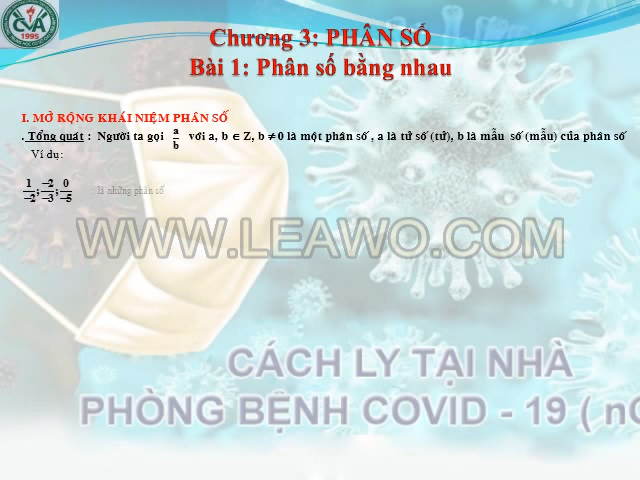 CVA
1995
Chương 3: PHÂN SỐ
Bài 1: Phân số bằng nhau
I. MỞ RỘNG KHÁI NIỆM PHÂN SỐ
. Tổng quát : Người ta gọi a/b với a, b ∈ Z, b ≠ 0 là một phân số , a là tử số (tử), b là mẫu số (mẫu) của phân số
Ví dụ:
1/-2 ; -2/-3 ; 0/-5 : là những phân số
WWW.LEAWO.COM
CÁCH LY TẠI NHÀ
PHÒNG BỆNH COVID - 19 ( nC